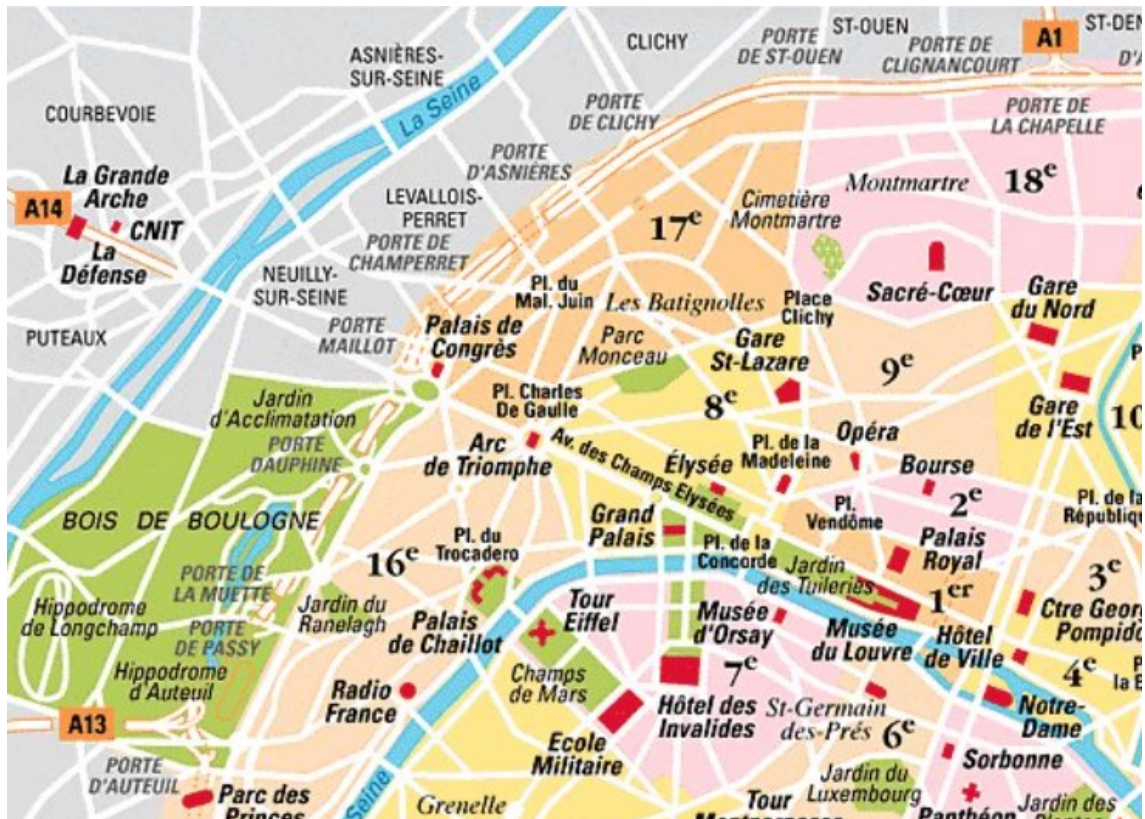 ASNIÈRES-
SUR-SEINE
CLICHY
PORTE
DE ST-OUEN
ST-OUEN
PORTE DE
CLIGNANCOURT
A1
COURBEVOIE
La Seine
PORTE
DE CLICHY
PORTE DE
LA CHAPELLE
PORTE
D'ASNIÈRES
La Grande
Arche
A14
CNIT
La
Défense
LEVALLOIS-
PERRET
PORTE DE
CHAMPERRET
17e
Cimetière
Montmartre
Montmartre
18e
NEUILLY-
SUR-SEINE
Pl. du
Mal. Juin
Les Batignolles
Place
Clichy
Sacré-Cœur
Gare
du Nord
PUTEAUX
PORTE
MAILLOT
Palais de
Congrès
Parc
Monceau
Gare
St-Lazare
9e
Jardin
d'Acclimatation
Pl. Charles
De Gaulle
8e
Gare
de l'Est
10
PORTE
DAUPHINE
Arc
de Triomphe
Av. des Champs Elysées
Élysée
Pl. de la
Madeleine
Opéra
Bourse
2e
BOIS DE BOULOGNE
Grand
Palais
Pl.
Vendôme
Pl. de la
Républiqu
Pl. du
Trocadero
Pl. de la
Concorde
Palais
Royal
16e
PORTE DE
LA MUETTE
Jardin
des Tuileries
3e
1er
Hippodrome
de Longchamp
Jardin du
Ranelagh
Palais
de Chaillot
Tour
Eiffel
Musée
d'Orsay
Musée
du Louvre
Hôtel
de Ville
Ctre Geor
Pompida
PORTE
DE PASSY
Hippodrome
d'Auteuil
Champs
de Mars
7e
4e
Radio
France
Hôtel des
Invalides
St-Germain
des-Prés
6e
Notre-
Dame
A13
Ecole
Militaire
Sorbonne
PORTE
D'AUTEUIL
Parc des
Princes
Seine
Grenelle
Jardin du
Luxembourg
Tour
Panthéon
Jardin des